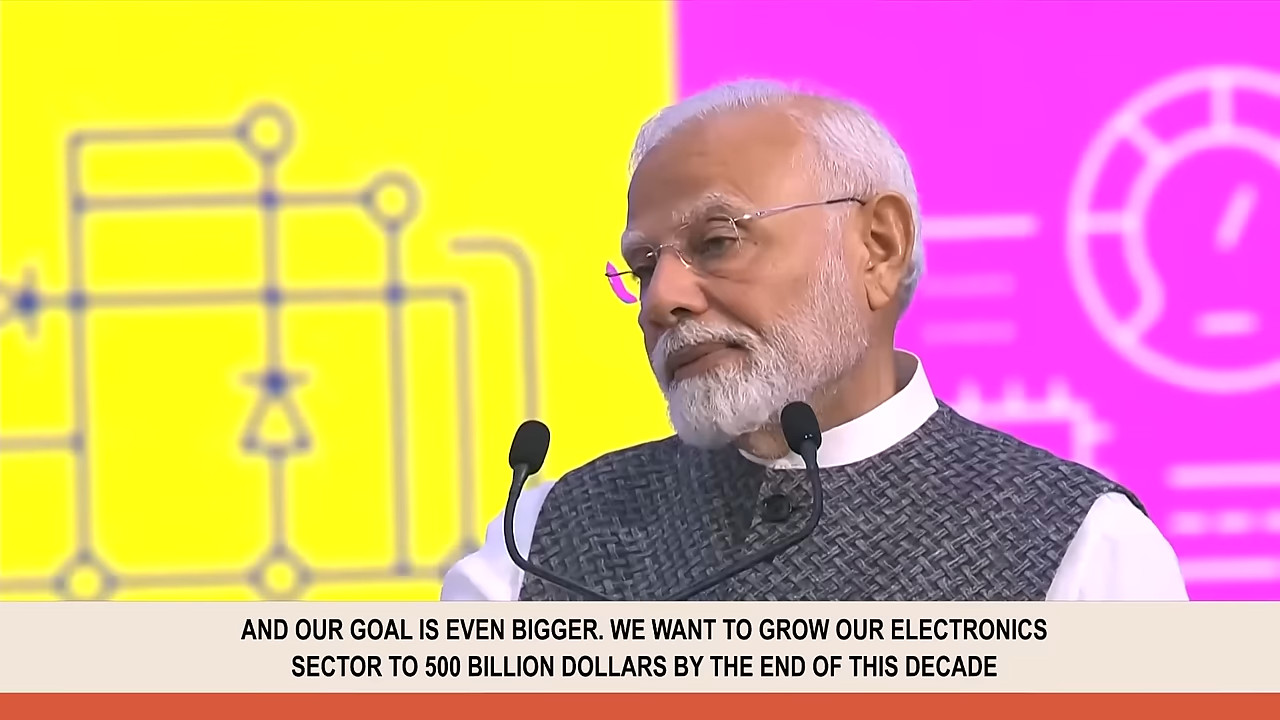 AND OUR GOAL IS EVEN BIGGER. WE WANT TO GROW OUR ELECTRONICS
SECTOR TO 500 BILLION DOLLARS BY THE END OF THIS DECADE